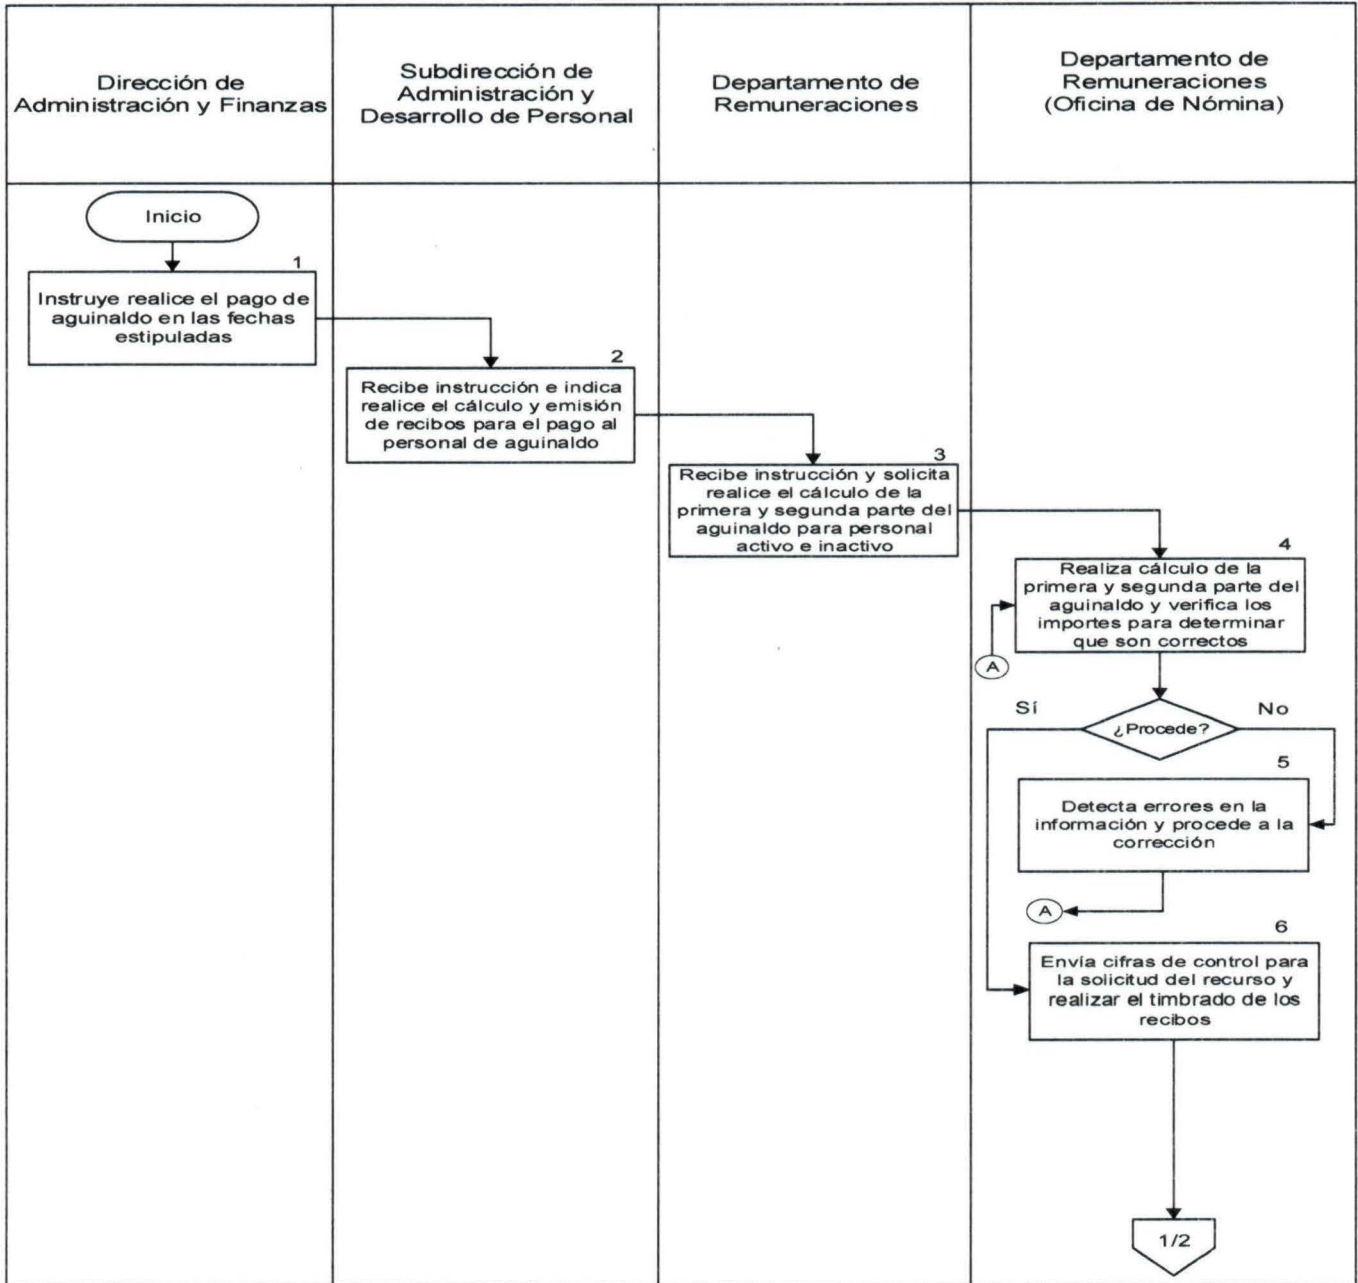 Dirección de
Administración y Finanzas
Subdirección de
Administración y
Desarrollo de Personal
Departamento de
Remuneraciones
Departamento de
Remuneraciones
(Oficina de Nómina)
Inicio
1
Instruye realice el pago de
aguinaldo en las fechas
estipuladas
2
Recibe instrucción e indica
realice el cálculo y emisión
de recibos para el pago al
personal de aguinaldo
3
Recibe instrucción y solicita
realice el cálculo de la
primera y segunda parte del
aguinaldo para personal
activo e inactivo
4
Realiza cálculo de la
primera y segunda parte del
aguinaldo y verifica los
importes para determinar
que son correctos
A
Sí
¿Procede?
No
5
Detecta errores en la
información y procede a la
corrección
A
6
Envía cifras de control para
la solicitud del recurso y
realizar el timbrado de los
recibos
1/2